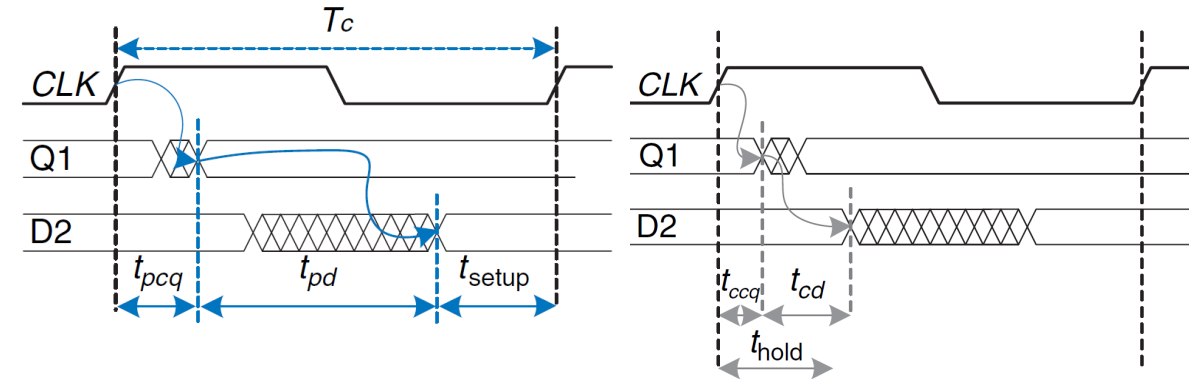 Tc
CLK
Q1
D2
tpcq
tpd
tsetup
CLK
Q1
D2
tccq
tcd
thold